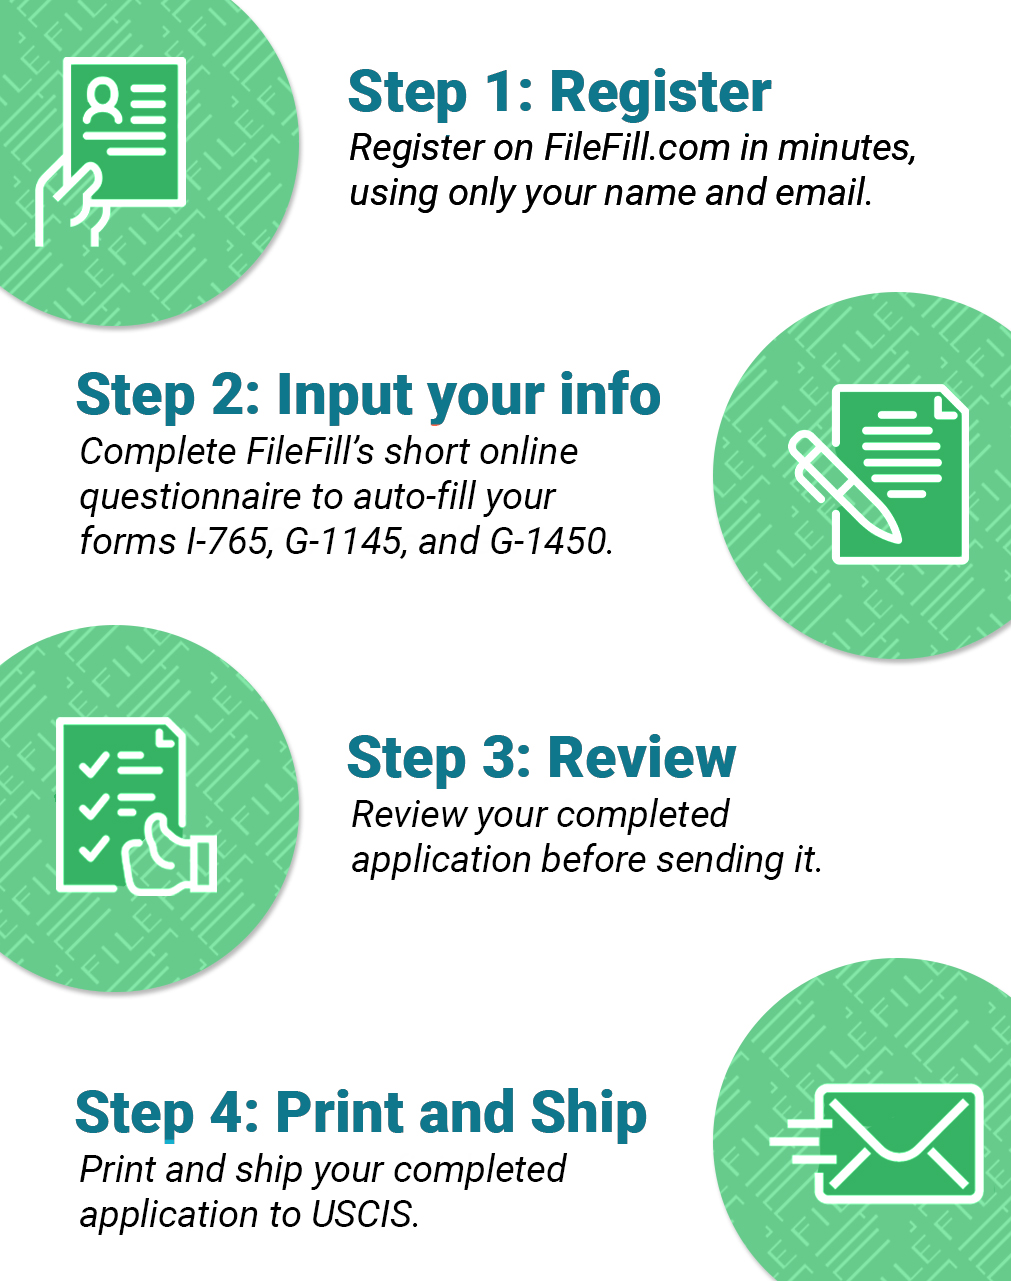 Step 1: Register
Register on FileFill.com in minutes,
using only your name and email.
Step 2: Input your info
Complete FileFill’s short online
questionnaire to auto-fill your
forms I-765, G-1145, and G-1450.
Step 3: Review
Review your completed
application before sending it.
Step 4: Print and Ship
Print and ship your completed
application to USCIS.